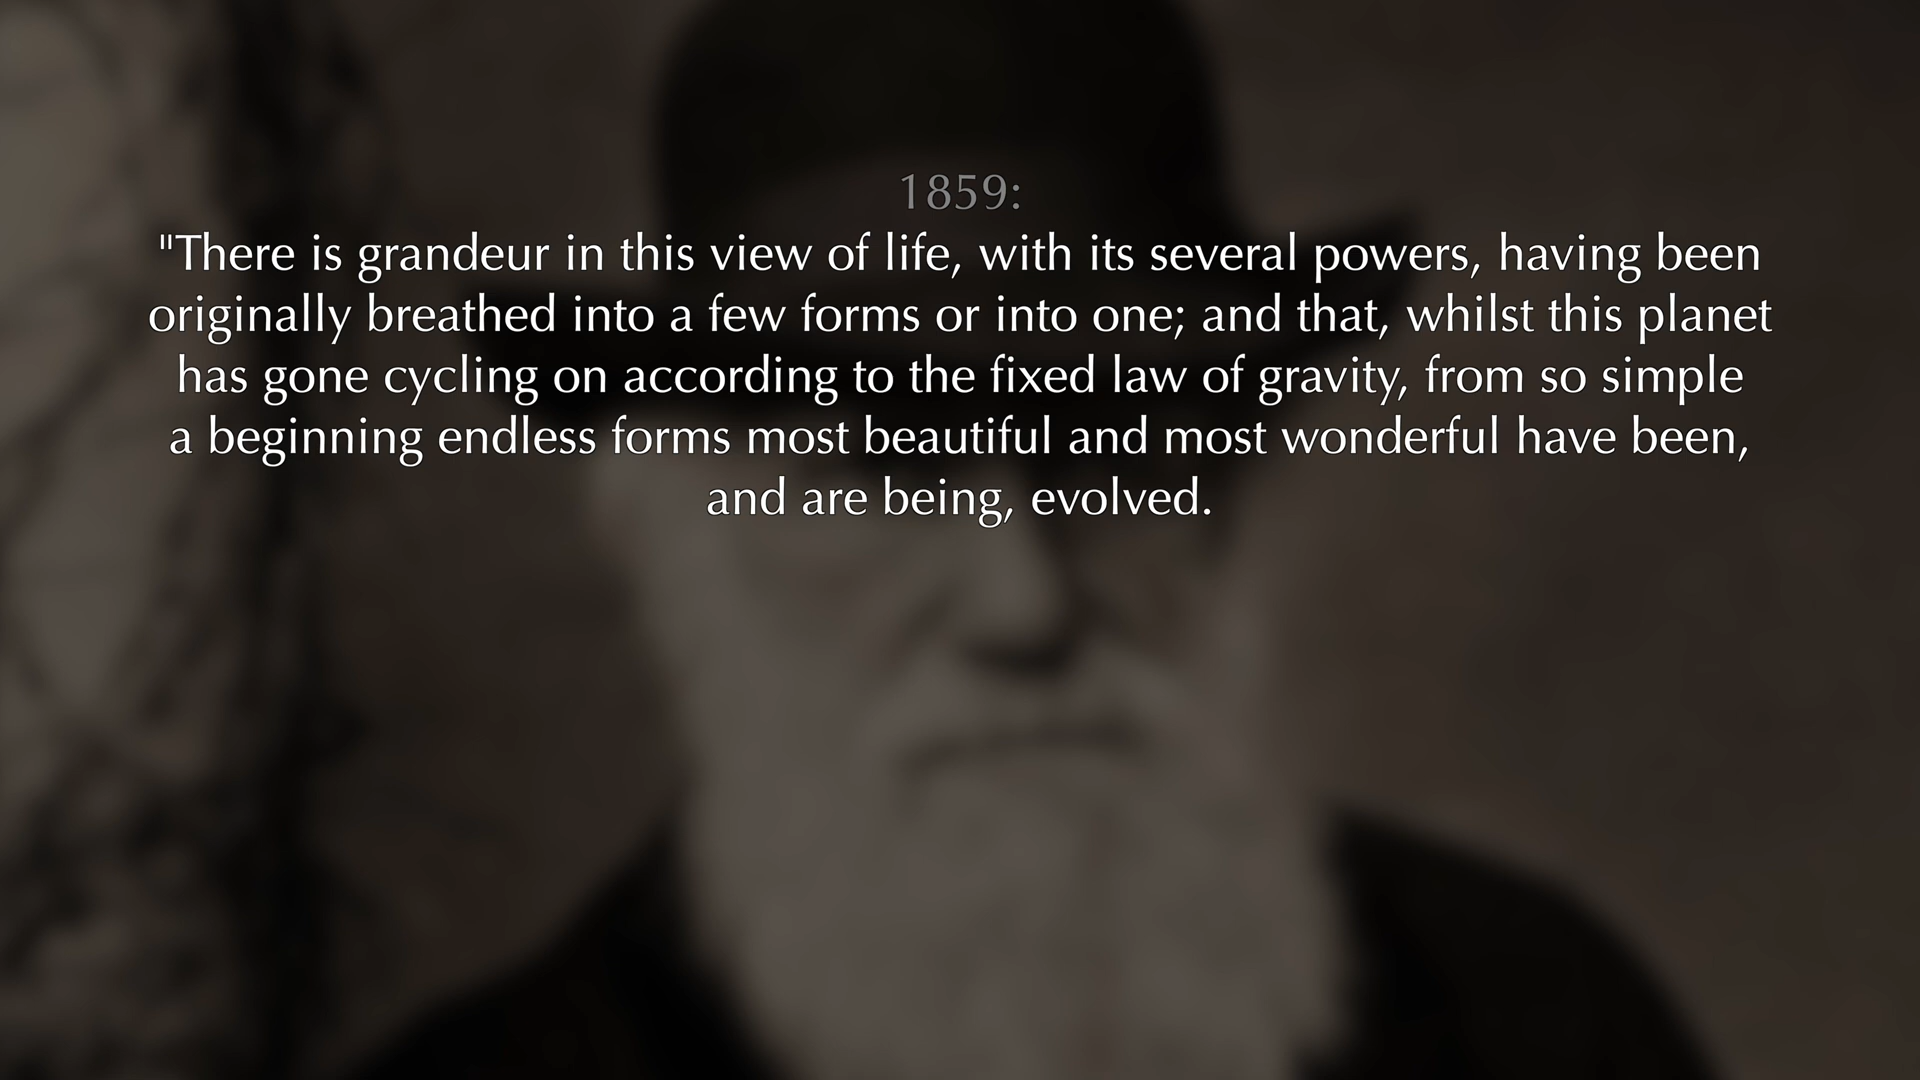 1859:
"There is grandeur in this view of life, with its several powers, having been
originally breathed into a few forms or into one; and that, whilst this planet
has gone cycling on according to the fixed law of gravity, from so simple
a beginning endless forms most beautiful and most wonderful have been,
and are being, evolved.